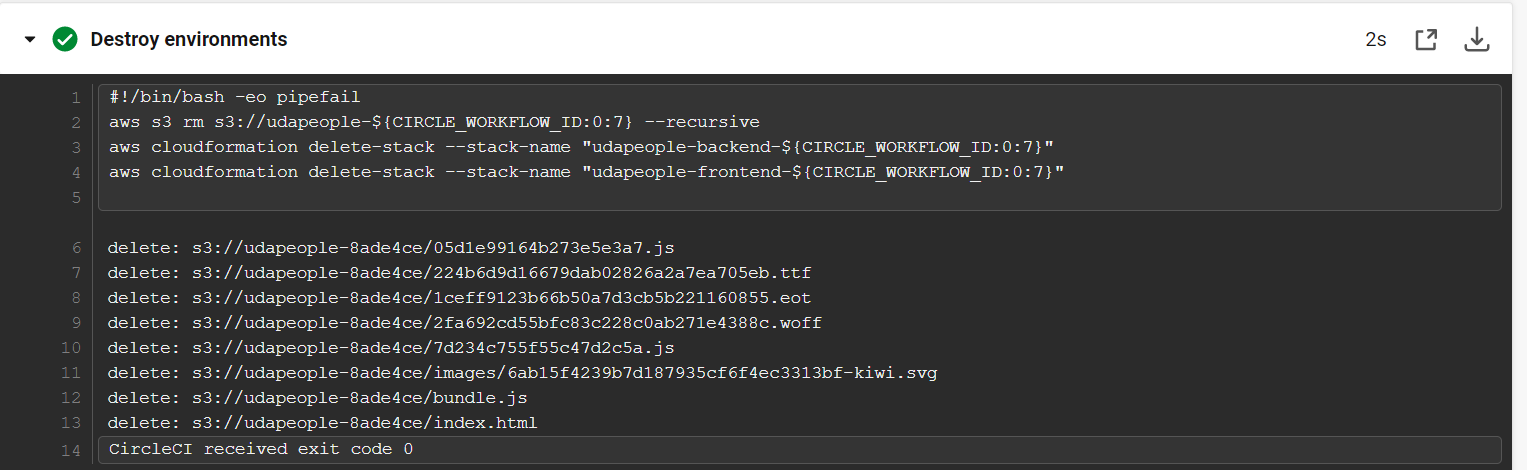 Destroy environments 2s
1 #!/bin/bash -eo pipefail
2 aws s3 rm s3://udapeople-${CIRCLE_WORKFLOW_ID:0:7} --recursive
3 aws cloudformation delete-stack --stack-name "udapeople-backend-${CIRCLE_WORKFLOW_ID:0:7}"
4 aws cloudformation delete-stack --stack-name "udapeople-frontend-${CIRCLE_WORKFLOW_ID:0:7}"
5
6 delete: s3://udapeople-8ade4ce/05d1e99164b273e5e3a7.js
7 delete: s3://udapeople-8ade4ce/224b6d9d16679dab02826a2a7ea705eb.ttf
8 delete: s3://udapeople-8ade4ce/1ceff9123b66b50a7d3cb5b221160855.eot
9 delete: s3://udapeople-8ade4ce/2fa692cd55bfc83c228c0ab271e4388c.woff
10 delete: s3://udapeople-8ade4ce/7d234c755f55c47d2c5a.js
11 delete: s3://udapeople-8ade4ce/images/6ab15f4239b7d187935cf6f4ec3313bf-kiwi.svg
12 delete: s3://udapeople-8ade4ce/bundle.js
13 delete: s3://udapeople-8ade4ce/index.html
14 CircleCI received exit code 0